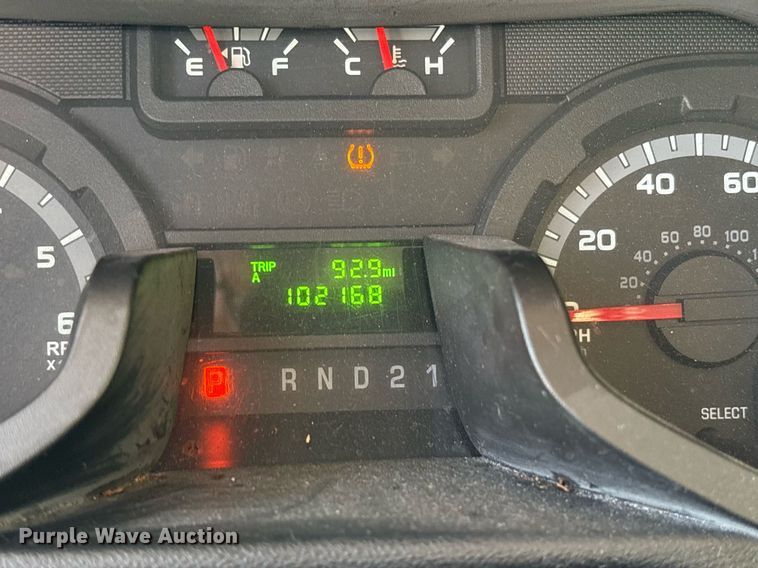 E F C H
40 60
20
60 80 100
40
20
5
6
TRIP 92.9mi
A
102168
P R N D 2 1
SELECT
Purple Wave Auction